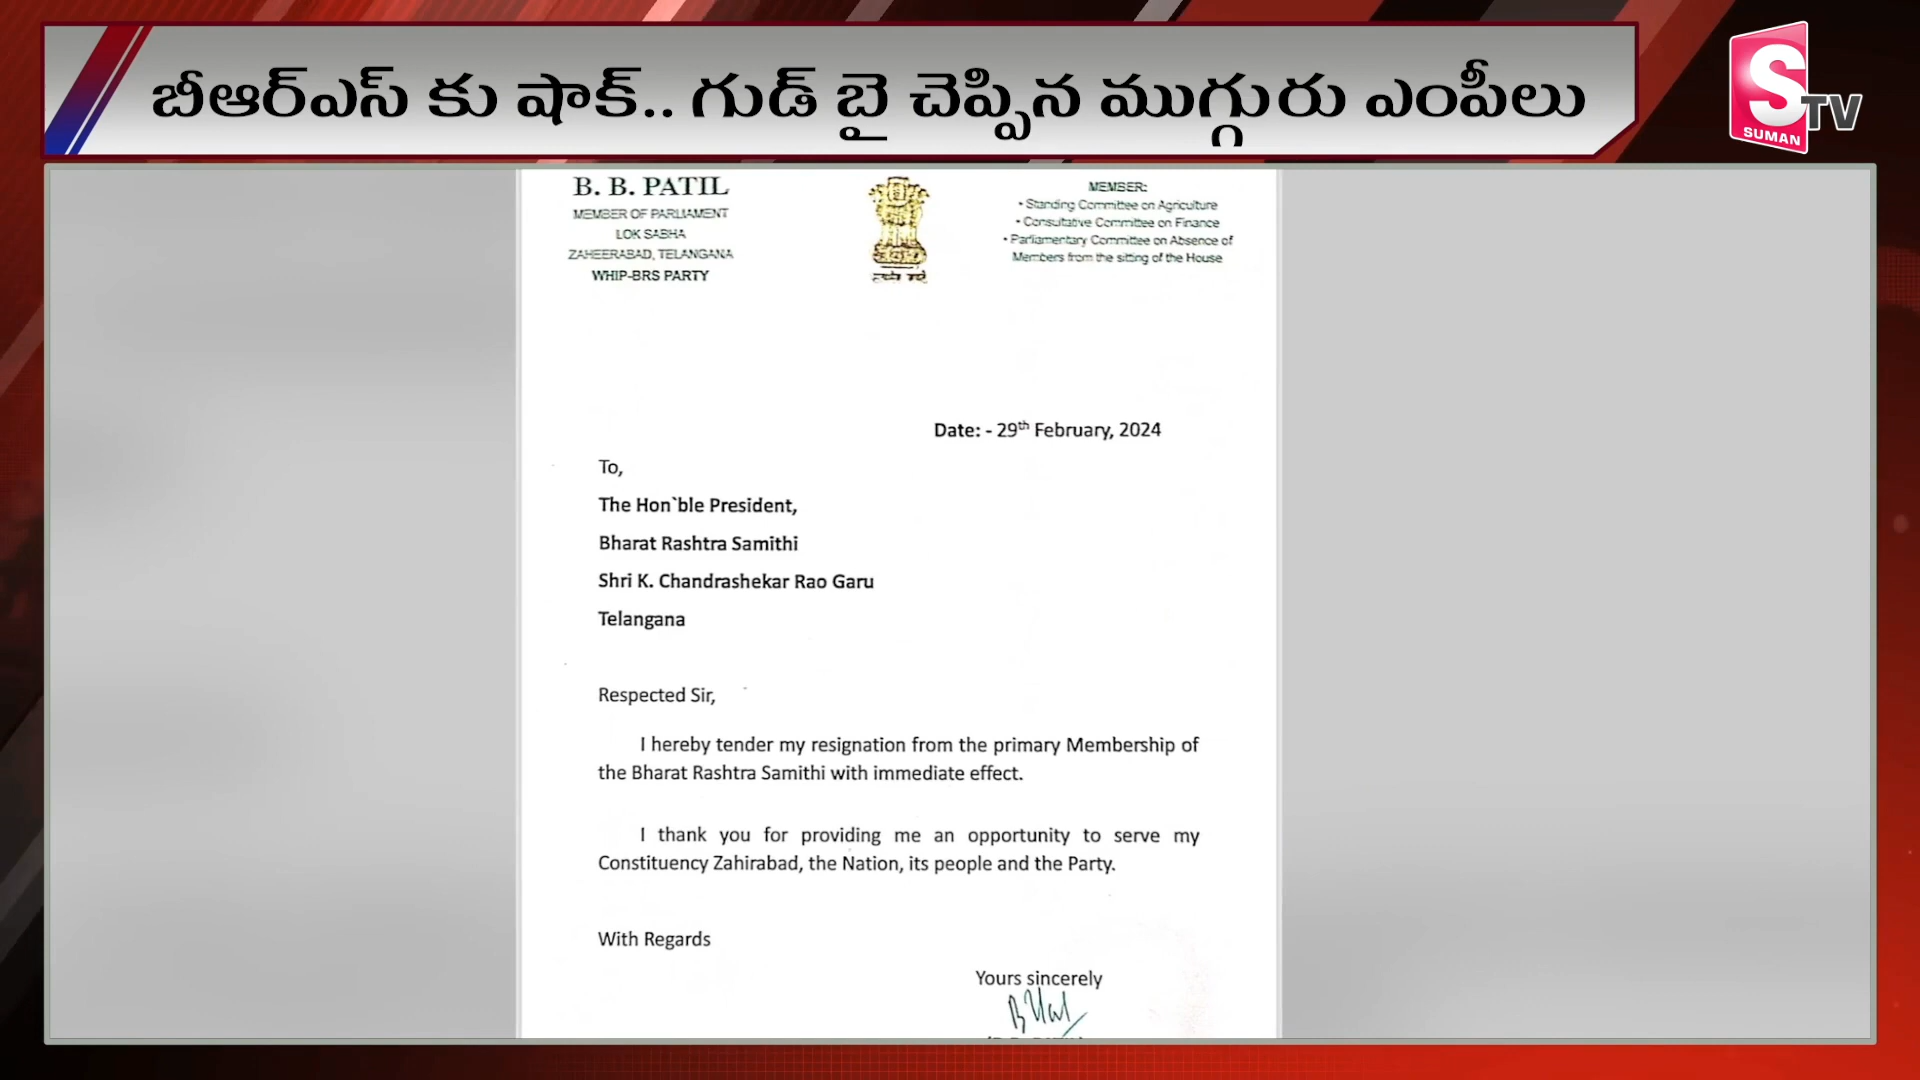 బీఆర్ఎస్ కు షాక్.. గుడ్ బై చెప్పిన ముగ్గురు ఎంపీలు
S TV
SUMAN
B. B. PATIL
MEMBER OF PARLIAMENT
LOK SABHA
ZAHEERABAD, TELANGANA
WHIP-BRS PARTY
MEMBER:
• Standing Committee on Agriculture
• Consultative Committee on Finance
• Parliamentary Committee on Absence of
Members from the sitting of the House
Date: - 29th February, 2024
To,
The Hon`ble President,
Bharat Rashtra Samithi
Shri K. Chandrashekar Rao Garu
Telangana
Respected Sir,
I hereby tender my resignation from the primary Membership of
the Bharat Rashtra Samithi with immediate effect.
I thank you for providing me an opportunity to serve my
Constituency Zahirabad, the Nation, its people and the Party.
With Regards
Yours sincerely